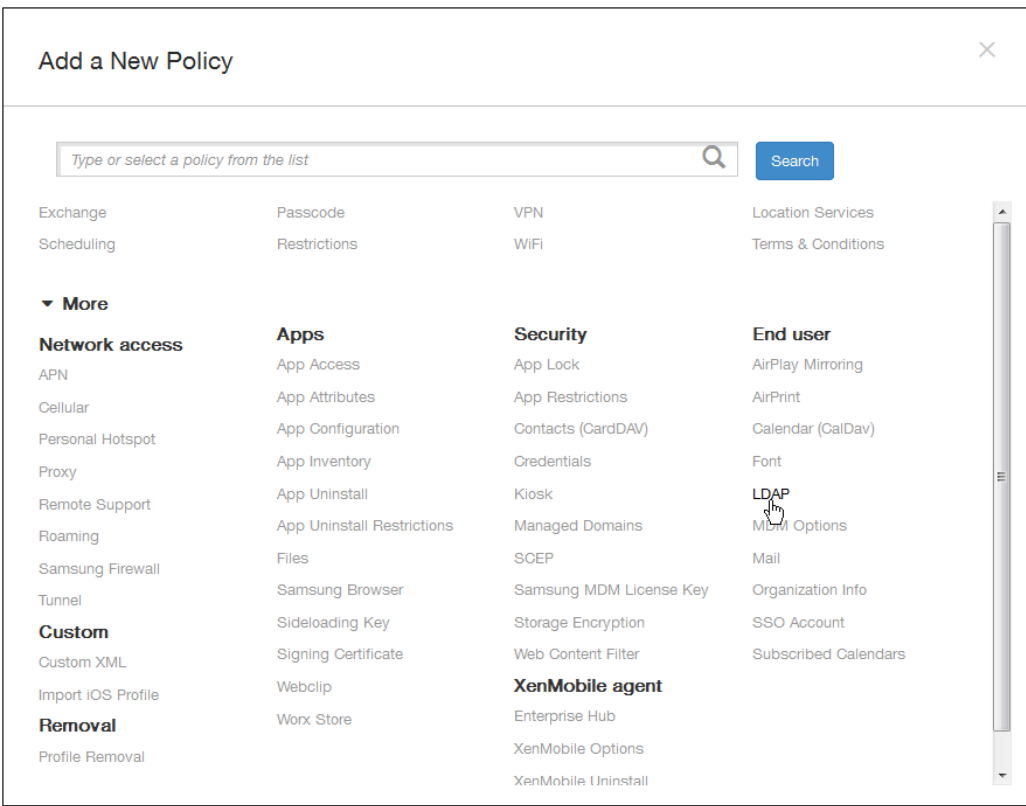 Add a New Policy
Type or select a policy from the list
Search
Exchange
Passcode
VPN
Location Services
Scheduling
Restrictions
WiFi
Terms & Conditions
More
Network access
APN
Cellular
Personal Hotspot
Proxy
Remote Support
Roaming
Samsung Firewall
Tunnel
Custom
Custom XML
Import iOS Profile
Removal
Profile Removal
Apps
App Access
App Attributes
App Configuration
App Inventory
App Uninstall
App Uninstall Restrictions
Files
Samsung Browser
Sideloading Key
Signing Certificate
Webclip
Worx Store
Security
App Lock
App Restrictions
Contacts (CardDAV)
Credentials
Kiosk
Managed Domains
SCEP
Samsung MDM License Key
Storage Encryption
Web Content Filter
XenMobile agent
Enterprise Hub
XenMobile Options
XenMobile Uninstall
End user
AirPlay Mirroring
AirPrint
Calendar (CalDav)
Font
LDAP
MDM Options
Mail
Organization Info
SSO Account
Subscribed Calendars